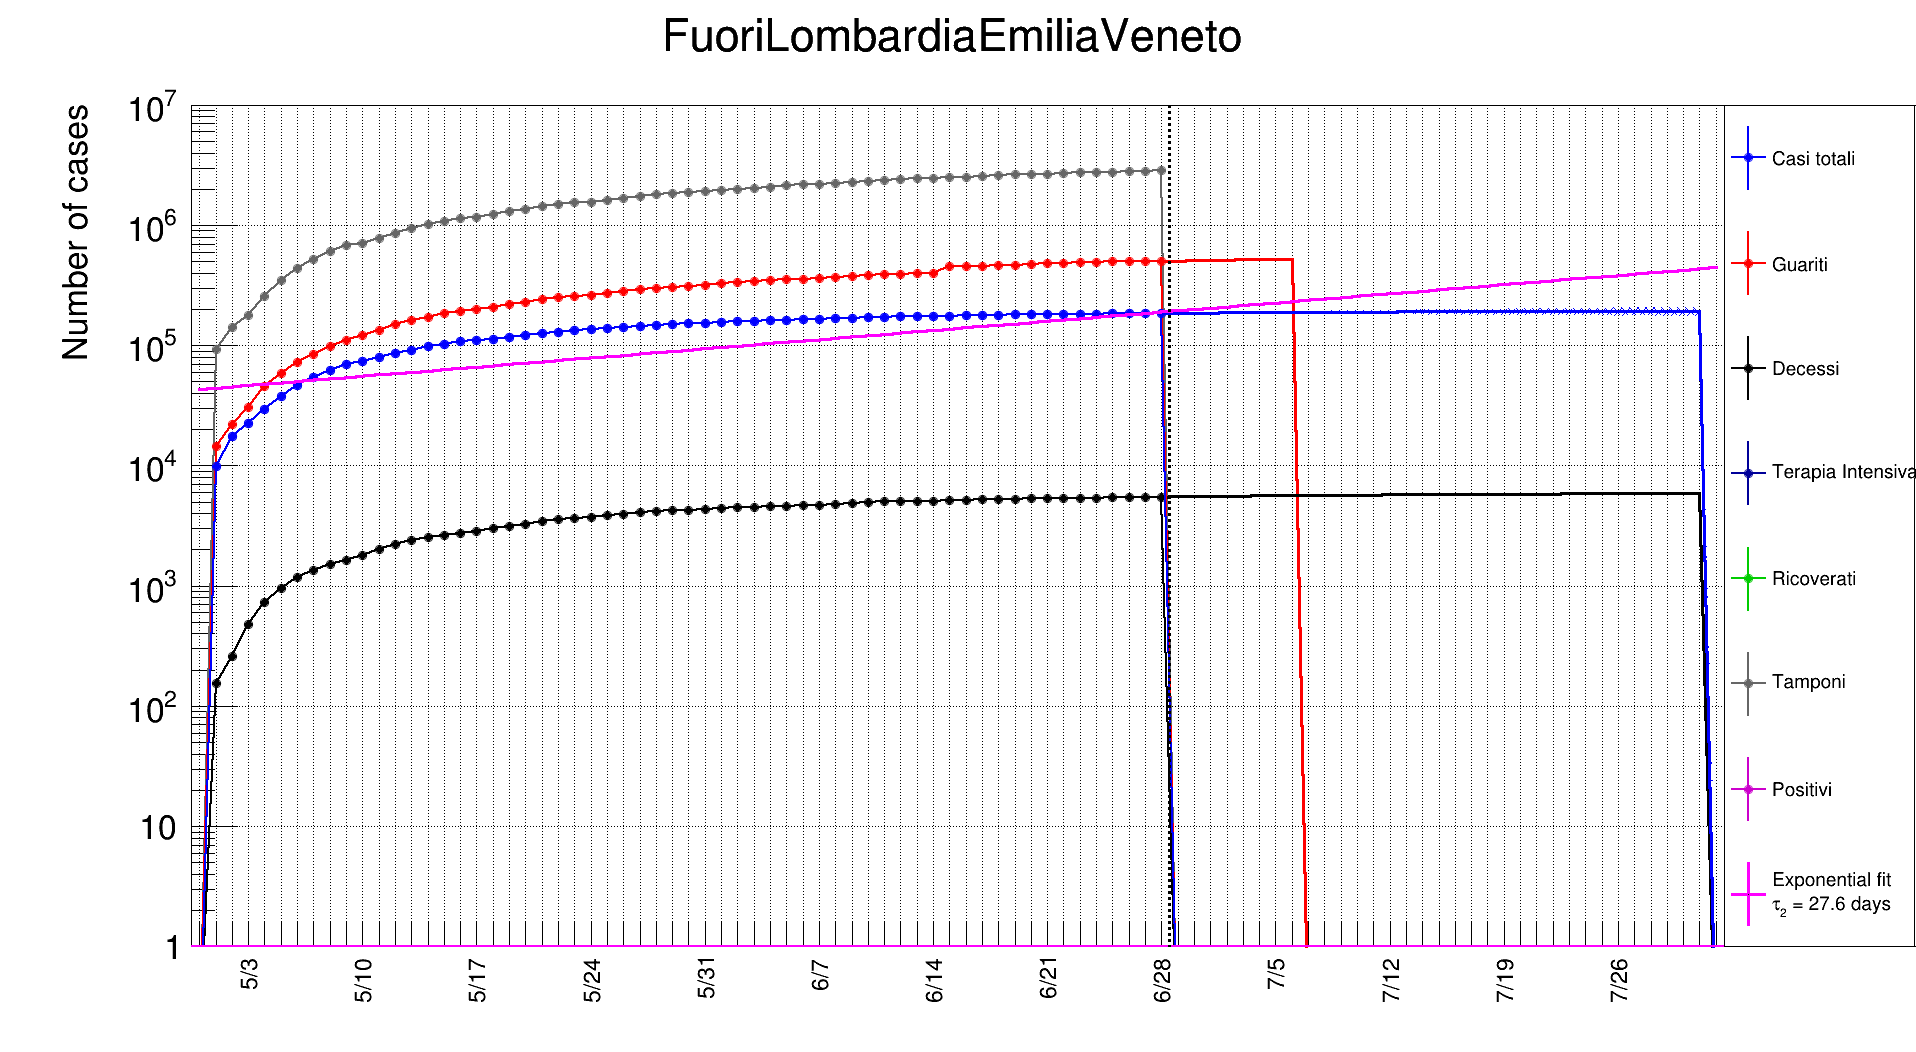 FuoriLombardiaEmiliaVeneto
Number of cases
10^7
10^6
10^5
10^4
10^3
10^2
10
1
5/3
5/10
5/17
5/24
5/31
6/7
6/14
6/21
6/28
7/5
7/12
7/19
7/26
Casi totali
Guariti
Decessi
Terapia Intensiva
Ricoverati
Tamponi
Positivi
Exponential fit
τ_2 = 27.6 days